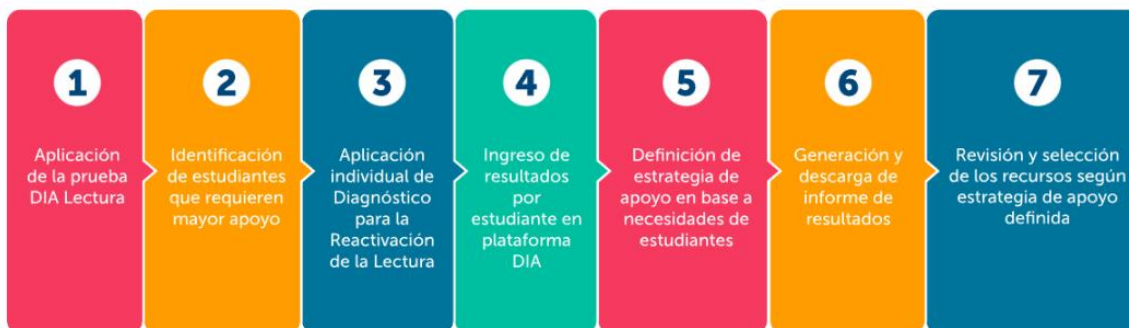 1
Aplicación
de la prueba
DIA Lectura
2
Identificación
de estudiantes
que requieren
mayor apoyo
3
Aplicación
individual de
Diagnóstico
para la
Reactivación
de la Lectura
4
Ingreso de
resultados
por
estudiante en
plataforma
DIA
5
Definición de
estrategia de
apoyo en base a
necesidades de
estudiantes
6
Generación y
descarga de
informe de
resultados
7
Revisión y selección
de los recursos según
estrategia de apoyo
definida